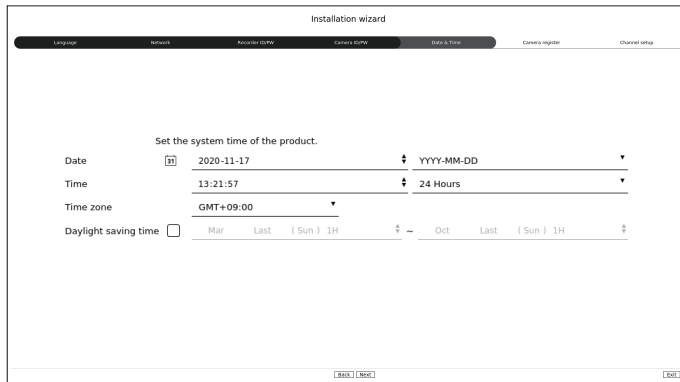 Installation wizard
Language Network Recorder ID/PW Camera ID/PW Date & Time Camera register Channel setup
Set the system time of the product.
Date 31 2020-11-17 YYYY-MM-DD
Time 13:21:57 24 Hours
Time zone GMT+09:00
Daylight saving time Mar Last ( Sun ) 1H ~ Oct Last ( Sun ) 1H
Back Next Exit